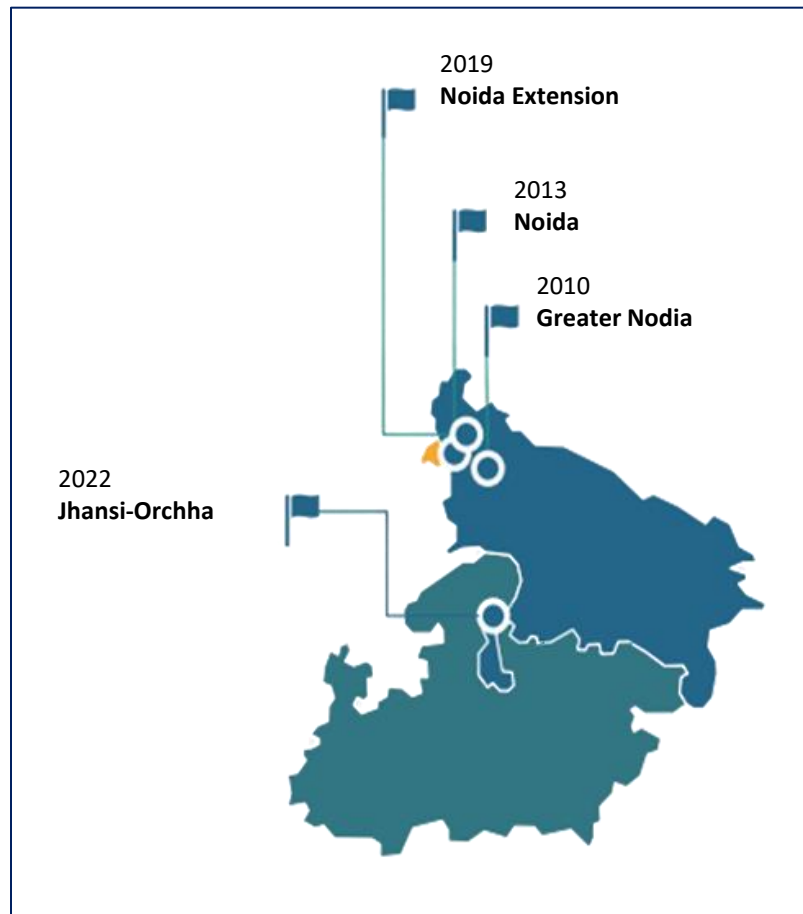 2019
Noida Extension
2013
Noida
2010
Greater Nodia
2022
Jhansi-Orchha